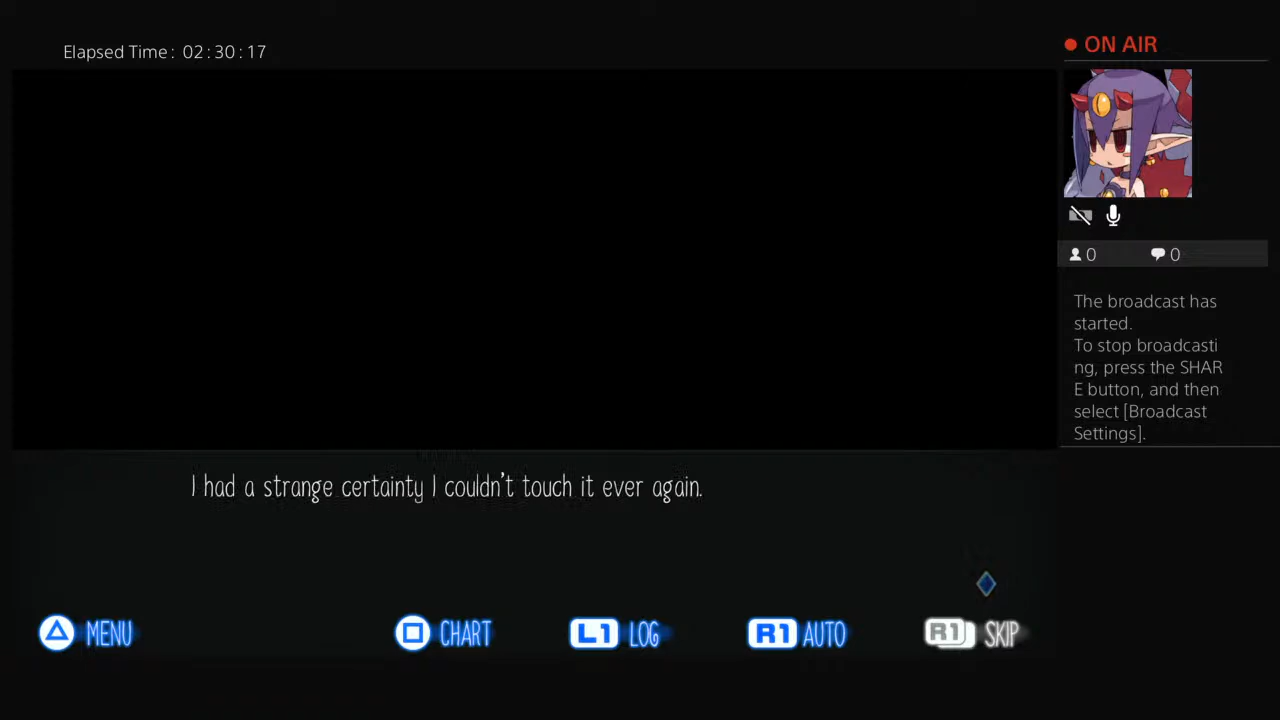 Elapsed Time: 02:30:17
ON AIR
0
0
The broadcast has
started.
To stop broadcasti
ng, press the SHAR
E button, and then
select [Broadcast
Settings].
I had a strange certainty I couldn't touch it ever again.
MENU
CHART
L1 LOG
R1 AUTO
R1 SKIP